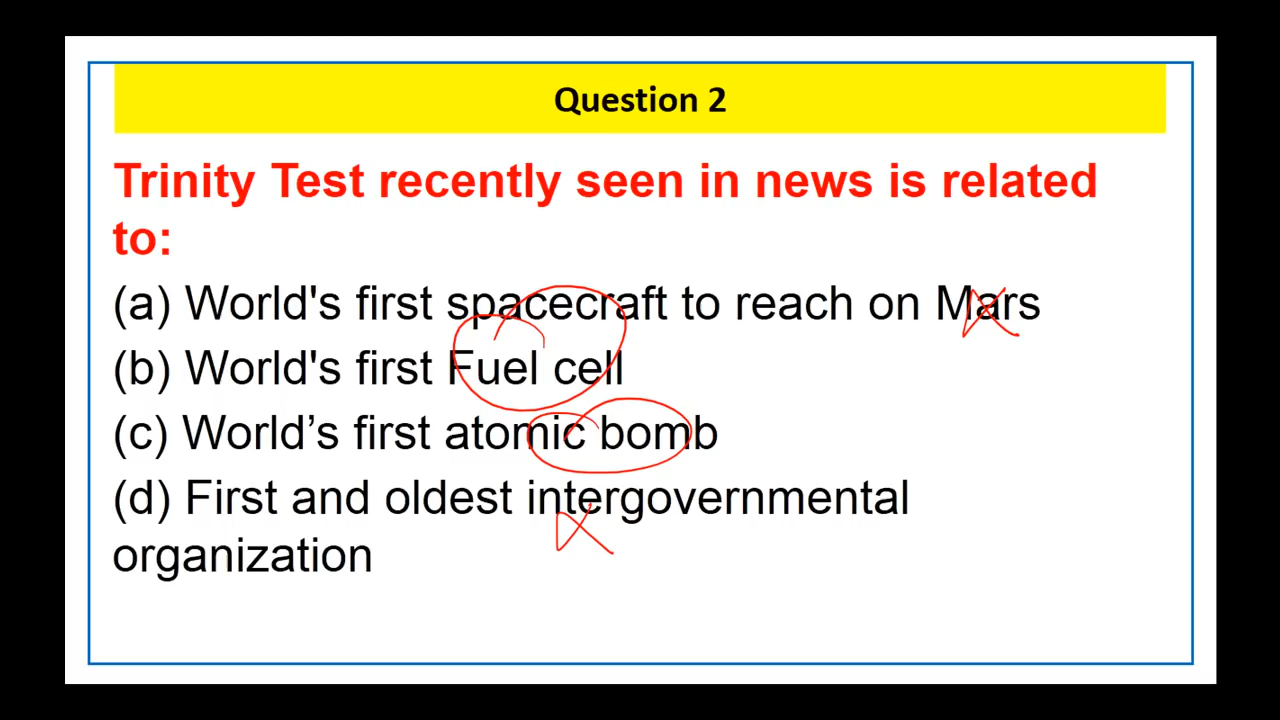 Question 2
Trinity Test recently seen in news is related
to:
(a) World's first spacecraft to reach on Mars
(b) World's first Fuel cell
(c) World’s first atomic bomb
(d) First and oldest intergovernmental
organization